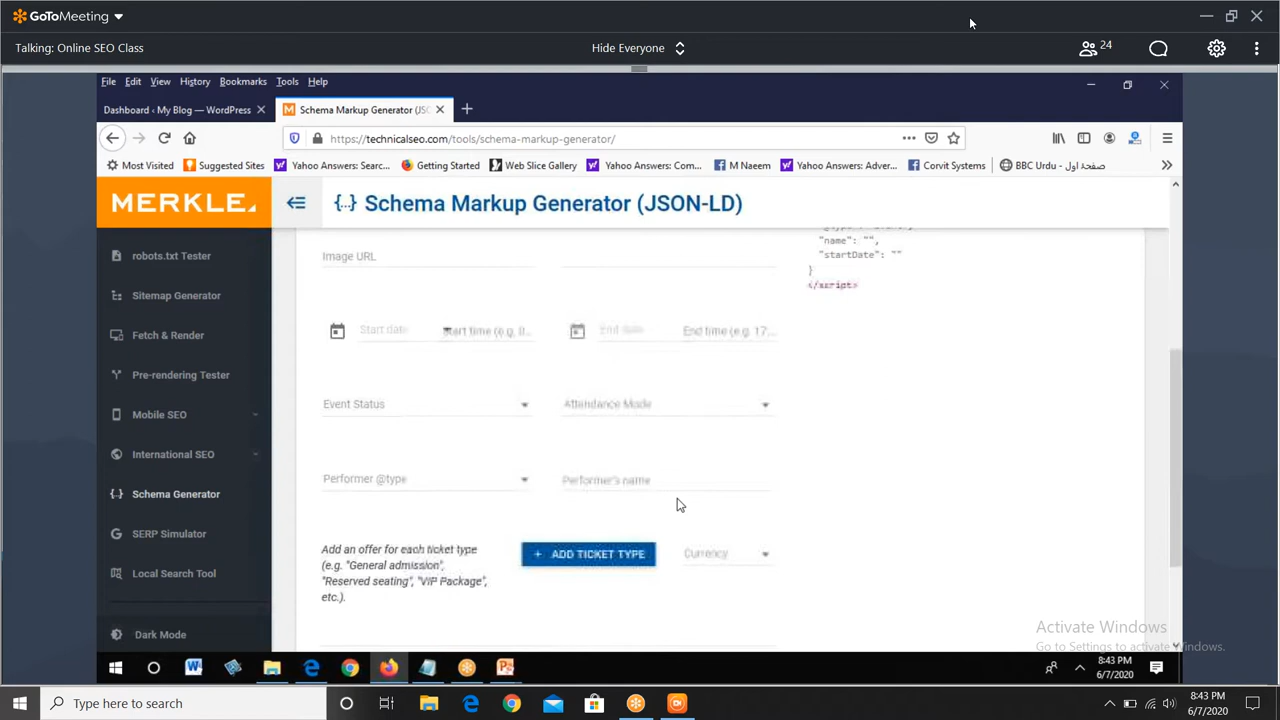 GoToMeeting
Talking: Online SEO Class
Hide Everyone
24
File Edit View History Bookmarks Tools Help
Dashboard ‹ My Blog — WordPress
Schema Markup Generator (JSO
https://technicalseo.com/tools/schema-markup-generator/
Most Visited
Suggested Sites
Yahoo Answers: Searc...
Getting Started
Web Slice Gallery
Yahoo Answers: Com...
M Naeem
Yahoo Answers: Adver...
Corvit Systems
BBC Urdu / صفحۂ اول
MERKLE
{..} Schema Markup Generator (JSON-LD)
robots.txt Tester
Sitemap Generator
Fetch & Render
Pre-rendering Tester
Mobile SEO
International SEO
Schema Generator
SERP Simulator
Local Search Tool
Dark Mode
Image URL
Start date
Start time (e.g. 0...
End date
End time (e.g. 17...
Event Status
Attendance Mode
Performer @type
Performer's name
Add an offer for each ticket type
(e.g. "General admission",
"Reserved seating", "VIP Package",
etc.).
+ ADD TICKET TYPE
Currency
"name": "",
"startDate": ""
}
</script>
Activate Windows
Go to Settings to activate Windows.
8:43 PM
6/7/2020
Type here to search
8:43 PM
6/7/2020